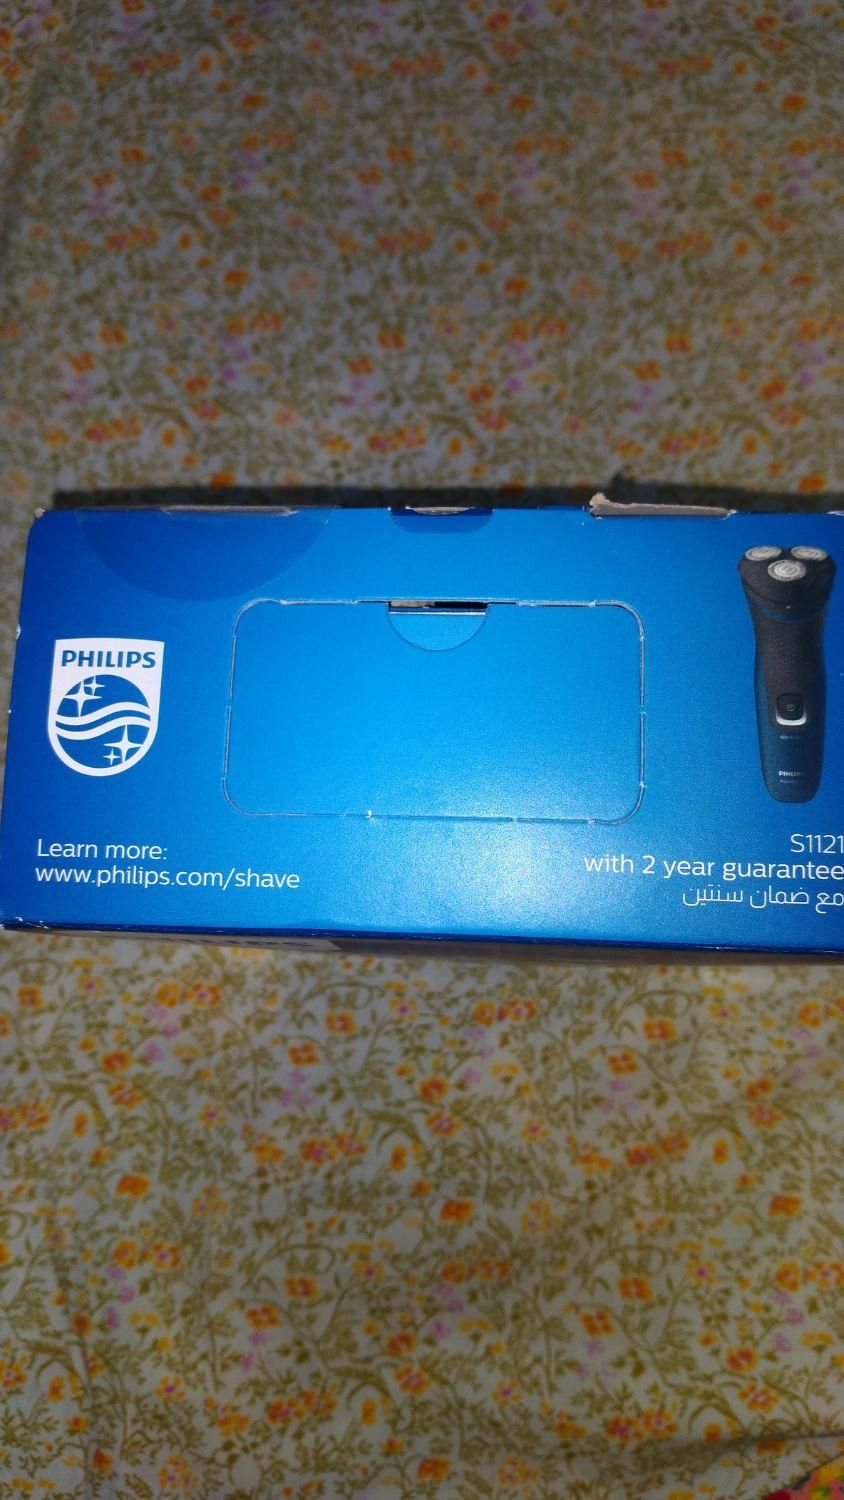 PHILIPS
Learn more:
www.philips.com/shave
PHILIPS
S1121
with 2 year guarantee
مع ضمان سنتين